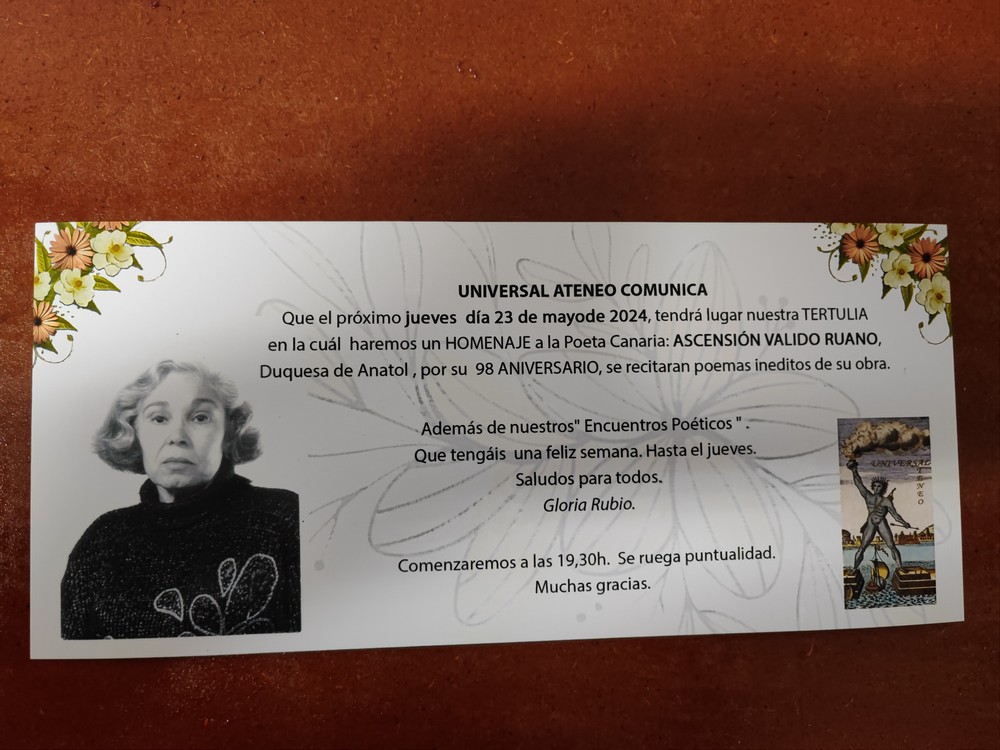 UNIVERSAL ATENEO COMUNICA
Que el próximo jueves día 23 de mayode 2024, tendrá lugar nuestra TERTULIA
en la cuál haremos un HOMENAJE a la Poeta Canaria: ASCENSIÓN VALIDO RUANO,
Duquesa de Anatol , por su 98 ANIVERSARIO, se recitaran poemas ineditos de su obra.
Además de nuestros" Encuentros Poéticos " .
Que tengáis una feliz semana. Hasta el jueves.
Saludos para todos.
Gloria Rubio.
Comenzaremos a las 19,30h. Se ruega puntualidad.
Muchas gracias.
UNIVERSAL
ATENEO